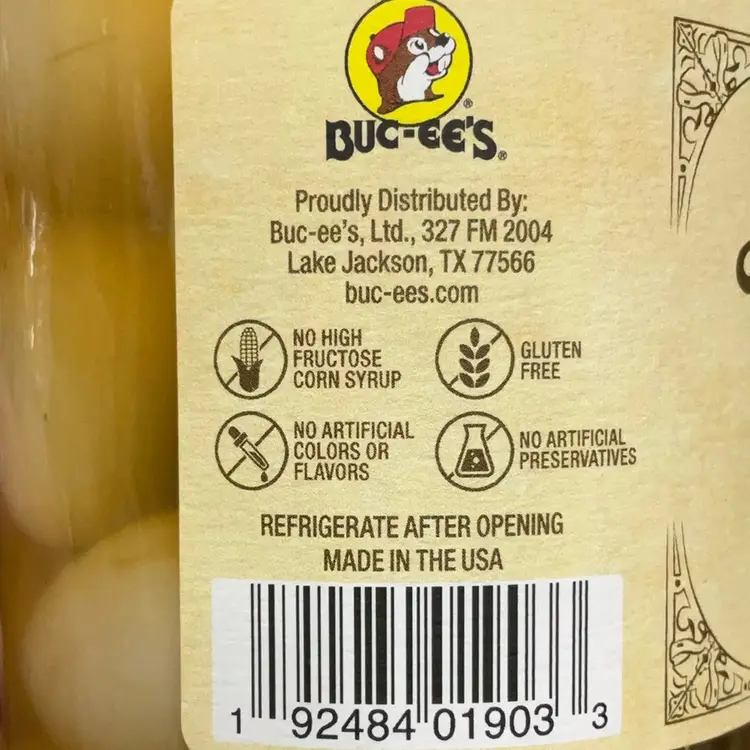 BUC-EE'S®
Proudly Distributed By:
Buc-ee's, Ltd., 327 FM 2004
Lake Jackson, TX 77566
buc-ees.com
NO HIGH
FRUCTOSE
CORN SYRUP
GLUTEN
FREE
NO ARTIFICIAL
COLORS OR
FLAVORS
NO ARTIFICIAL
PRESERVATIVES
REFRIGERATE AFTER OPENING
MADE IN THE USA
1 92484 01903 3